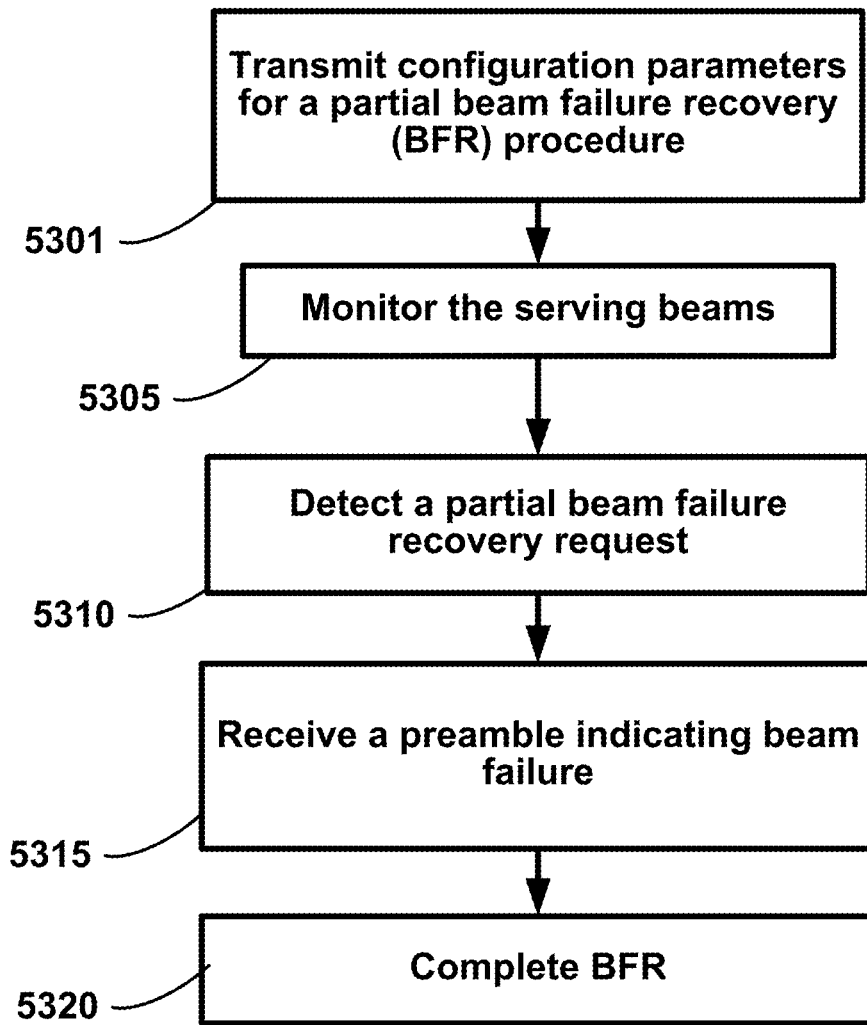 Transmit configuration parameters
for a partial beam failure recovery
(BFR) procedure
5301
Monitor the serving beams
5305
Detect a partial beam failure
recovery request
5310
Receive a preamble indicating beam
failure
5315
Complete BFR
5320